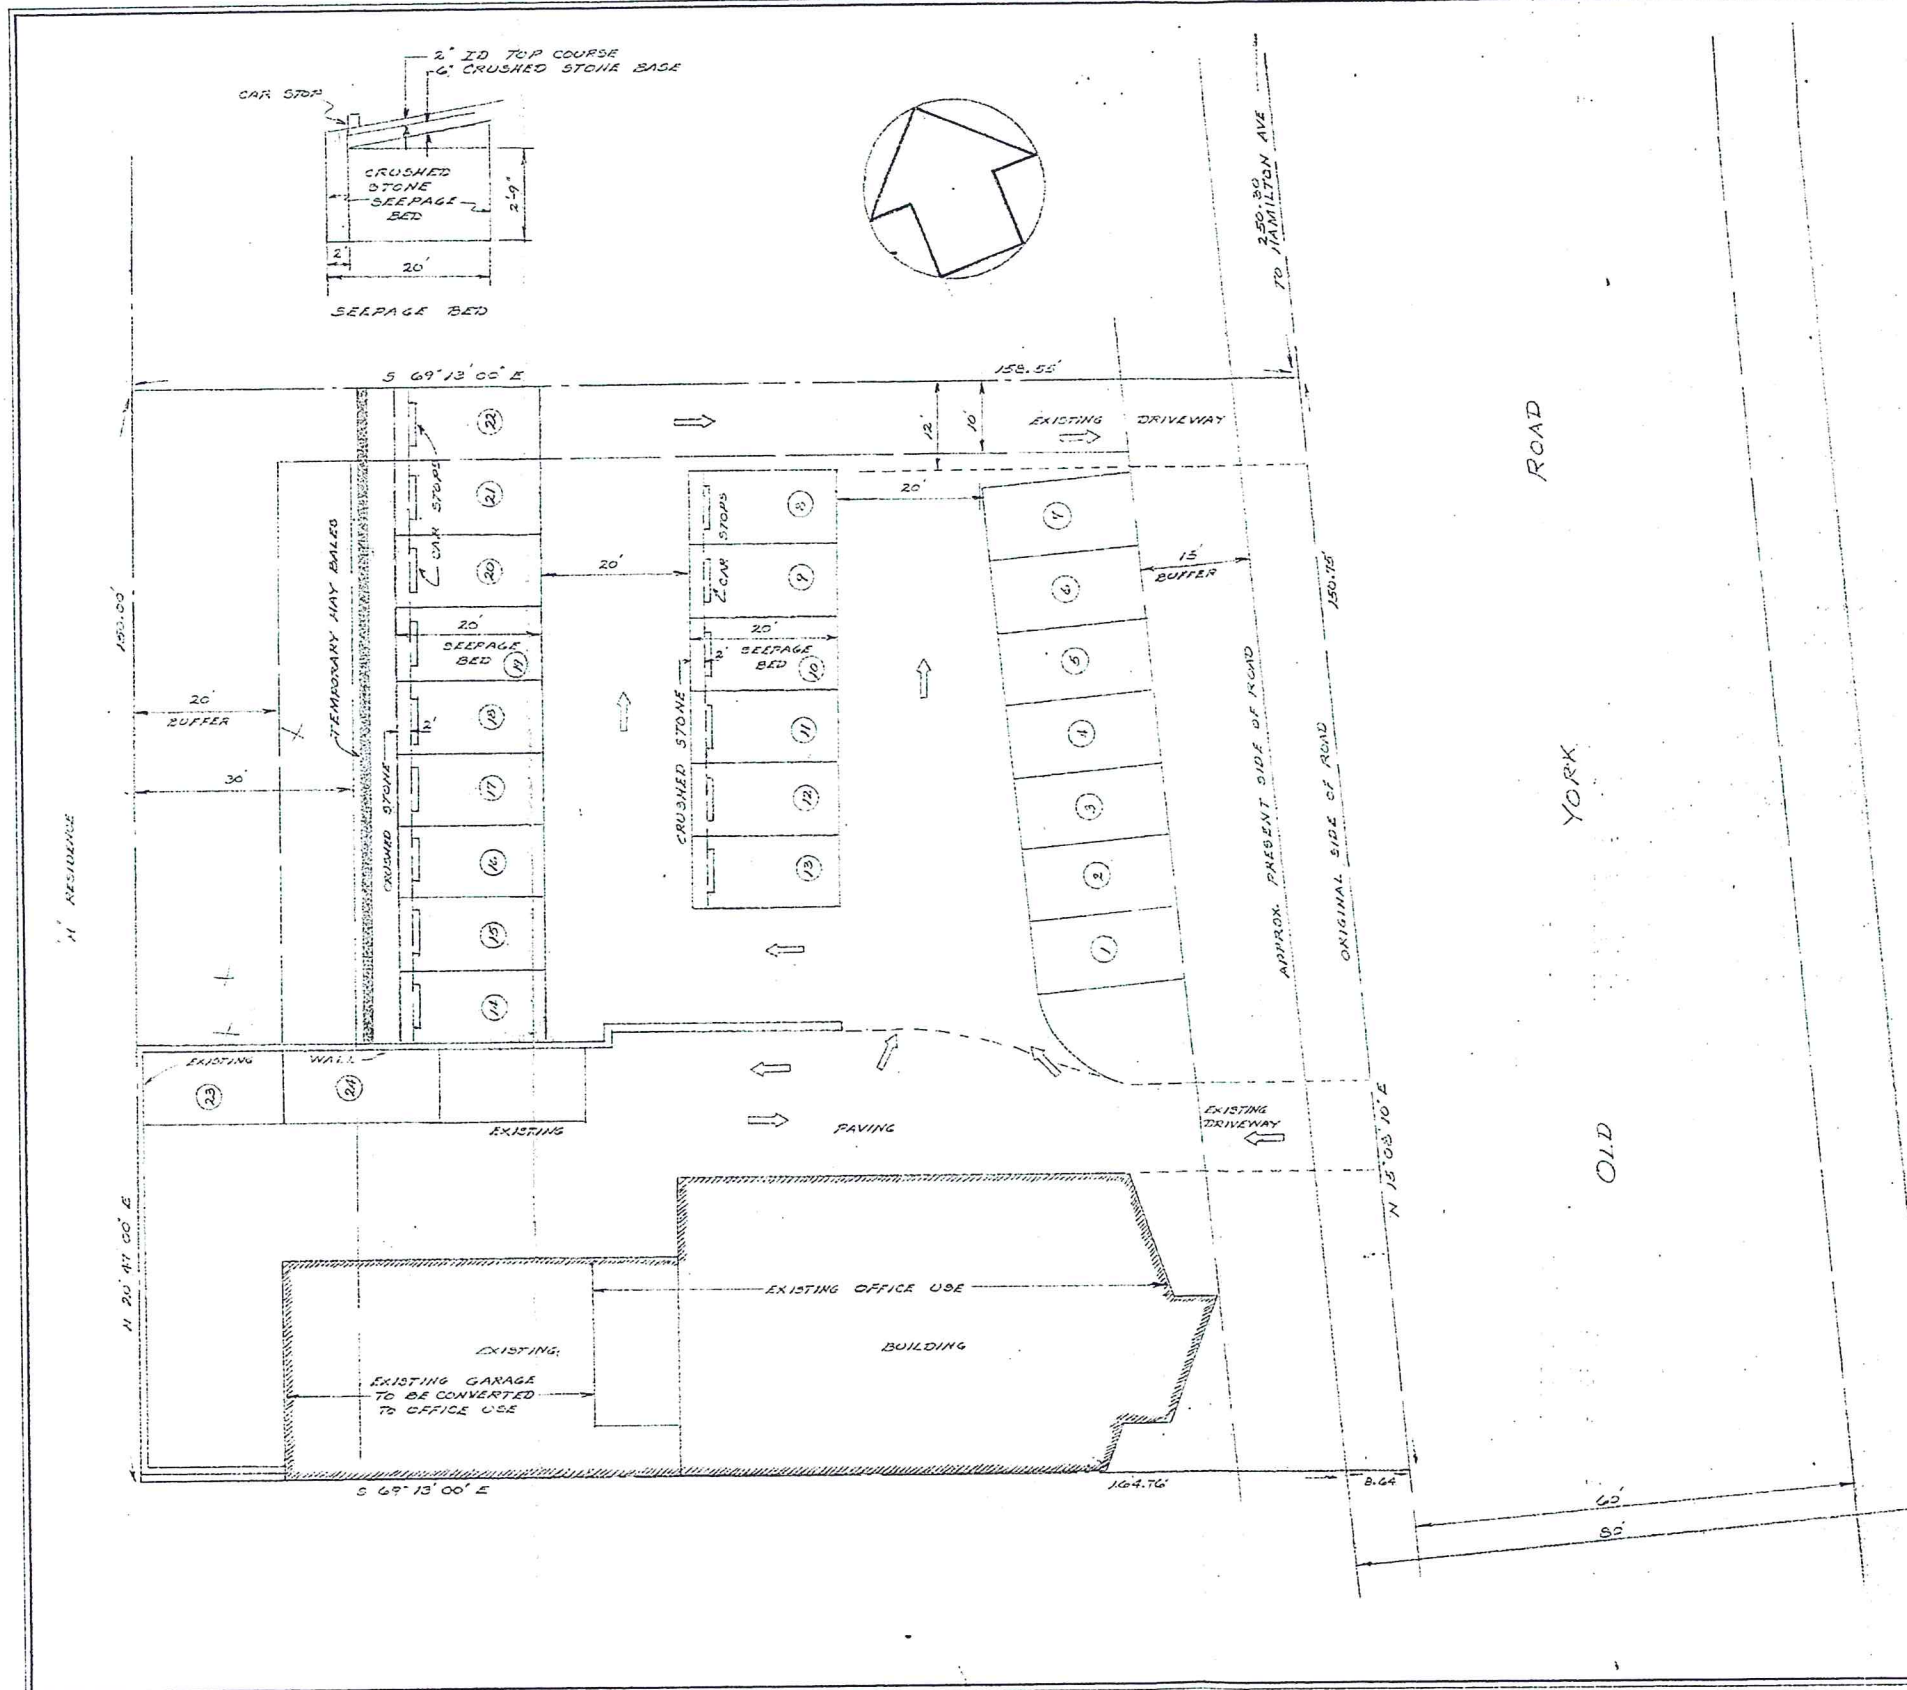 2" ID TOP COURSE
6" CRUSHED STONE BASE
CAR STOP
CRUSHED
STONE
SEEPAGE
BED
2'-9"
2'
20'
SEEPAGE BED
250.30
TO HAMILTON AVE
S 69° 13' 00" E
158.55'
12'
10'
EXISTING DRIVEWAY
22
21
20
19
18
17
16
15
14
CAR STOPS
20'
SEEPAGE
BED
2'
CRUSHED STONE
TEMPORARY HAY BALES
20'
BUFFER
30'
150.00'
RESIDENCE
20'
8
9
10
11
12
13
CAR STOPS
20'
SEEPAGE
BED
2'
CRUSHED STONE
20'
7
6
5
4
3
2
1
15'
BUFFER
150.75'
APPROX. PRESENT SIDE OF ROAD
ORIGINAL SIDE OF ROAD
OLD YORK ROAD
EXISTING WALL
23
24
EXISTING PAVING
EXISTING
DRIVEWAY
N 15° 08' 10" E
N 20° 47' 00" E
EXISTING OFFICE USE
EXISTING BUILDING
EXISTING GARAGE
TO BE CONVERTED
TO OFFICE USE
S 69° 13' 00" E
164.76'
8.64
60'
80'